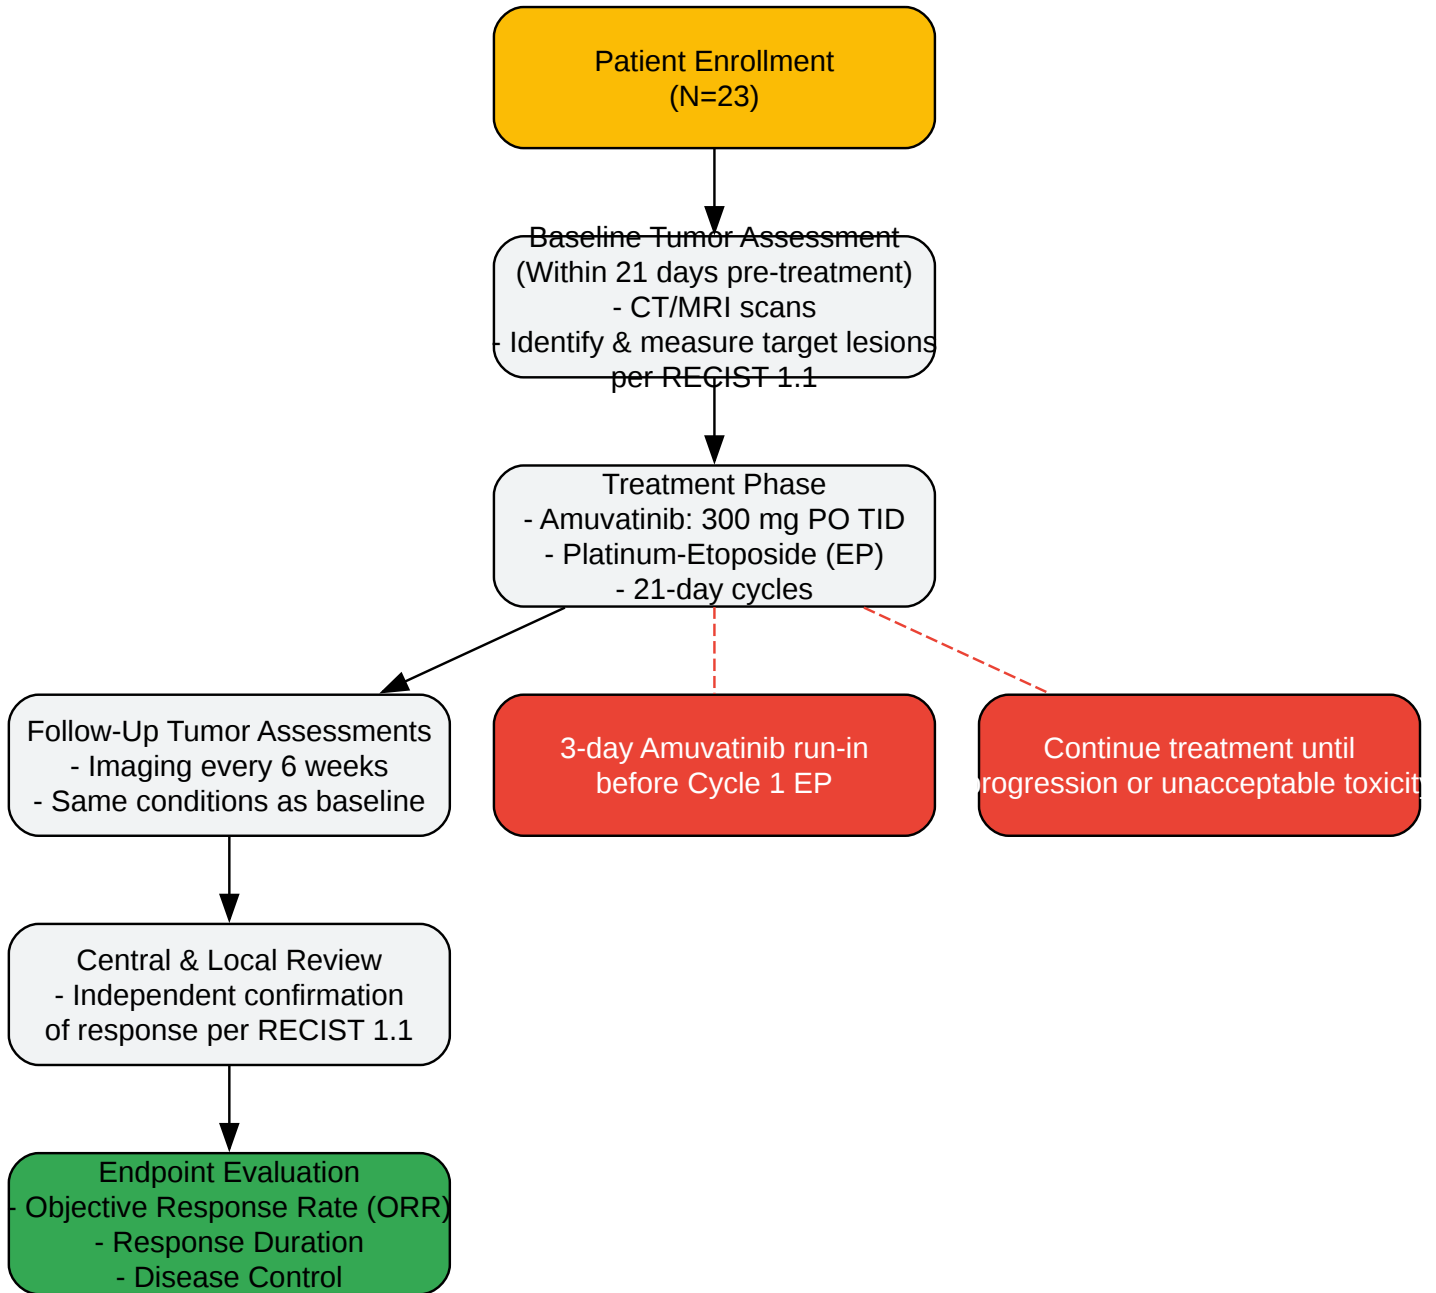 Patient Enrollment
(N=23)
Baseline Tumor Assessment
(Within 21 days pre-treatment)
- CT/MRI scans
- Identify & measure target lesions
per RECIST 1.1
Treatment Phase
- Amuvatinib: 300 mg PO TID
- Platinum-Etoposide (EP)
- 21-day cycles
Follow-Up Tumor Assessments
- Imaging every 6 weeks
- Same conditions as baseline
3-day Amuvatinib run-in
before Cycle 1 EP
Continue treatment until
progression or unacceptable toxicity
Central & Local Review
- Independent confirmation
of response per RECIST 1.1
Endpoint Evaluation
- Objective Response Rate (ORR)
- Response Duration
- Disease Control